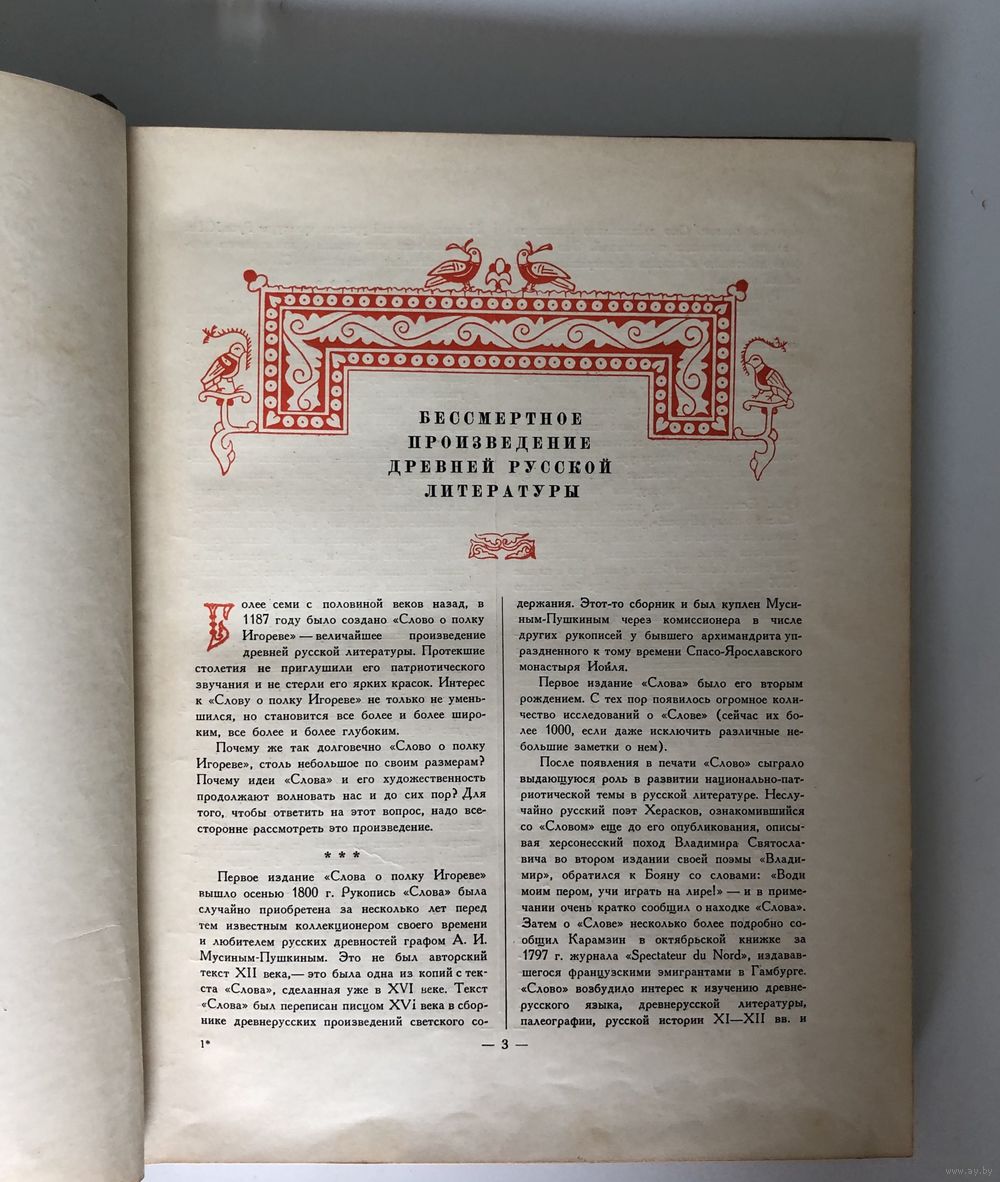 БЕССМЕРТНОЕ
ПРОИЗВЕДЕНИЕ
ДРЕВНЕЙ РУССКОЙ
ЛИТЕРАТУРЫ
Более семи с половиной веков назад, в
1187 году было создано «Слово о полку
Игореве» — величайшее произведение
древней русской литературы. Протекшие
столетия не приглушили его патриотического
звучания и не стерли его ярких красок. Интерес
к «Слову о полку Игореве» не только не умень-
шился, но становится все более и более широ-
ким, все более и более глубоким.
Почему же так долговечно «Слово о полку
Игореве», столь небольшое по своим размерам?
Почему идеи «Слова» и его художественность
продолжают волновать нас и до сих пор? Для
того, чтобы ответить на этот вопрос, надо все-
сторонне рассмотреть это произведение.
* * *
Первое издание «Слова о полку Игореве»
вышло осенью 1800 г. Рукопись «Слова» была
случайно приобретена за несколько лет перед
тем известным коллекционером своего времени
и любителем русских древностей графом А. И.
Мусиным-Пушкиным. Это не был авторский
текст XII века,— это была одна из копий с тек-
ста «Слова», сделанная уже в XVI веке. Текст
«Слова» был переписан писцом XVi века в сбор-
нике древнерусских произведений светского со-
держания. Этот-то сборник и был куплен Муси-
ным-Пушкиным через комиссионера в числе
других рукописей у бывшего архимандрита уп-
раздненного к тому времени Спасо-Ярославского
монастыря Иойля.
Первое издание «Слова» было его вторым
рождением. С тех пор появилось огромное коли-
чество исследований о «Слове» (сейчас их бо-
лее 1000, если даже исключить различные не-
большие заметки о нем).
После появления в печати «Слово» сыграло
выдающуюся роль в развитии национально-пат-
риотической темы в русской литературе. Неслу-
чайно русский поэт Херасков, ознакомившийся
со «Словом» еще до его опубликования, описы-
вая херсонесский поход Владимира Святосла-
вича во втором издании своей поэмы «Влади-
мир», обратился к Бояну со словами: «Води
моим пером, учи играть на лире!» — и в приме-
чании очень кратко сообщил о находке «Слова».
Затем о «Слове» несколько более подробно со-
общил Карамзин в октябрьской книжке за
1797 г. журнала «Spectateur du Nord», издавав-
шегося французскими эмигрантами в Гамбурге.
«Слово» возбудило интерес к изучению древне-
русского языка, древнерусской литературы,
палеографии, русской истории XI—XII вв. и
1*
— 3 —
www.ay.by